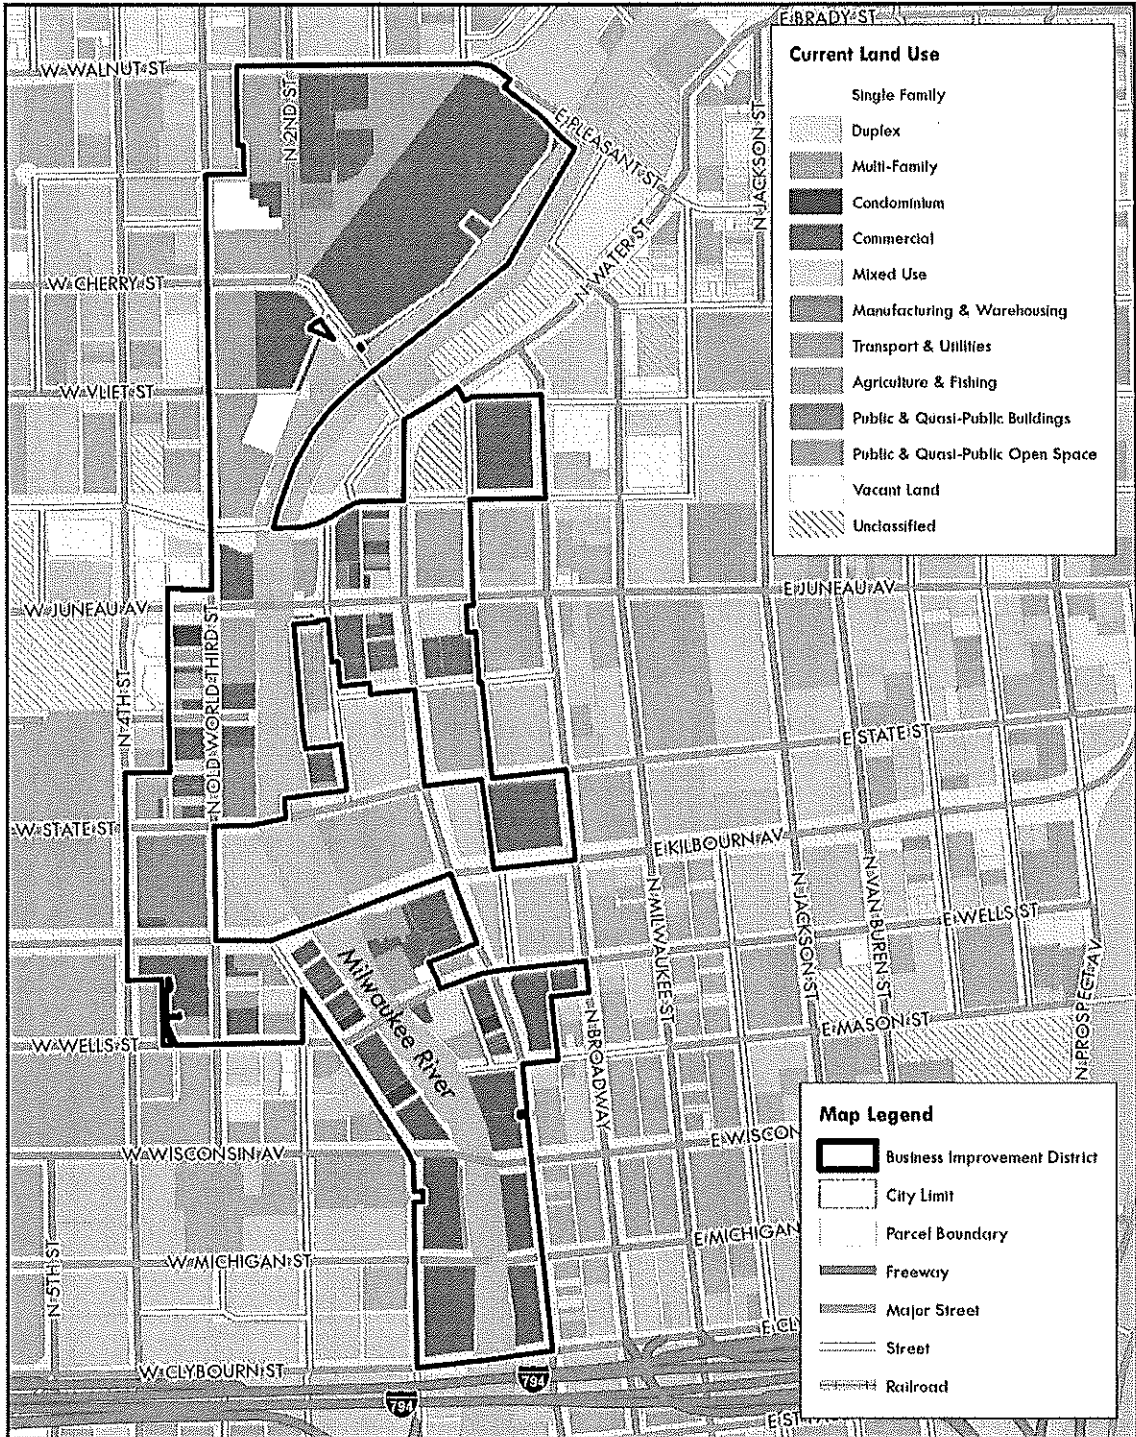 E BRADY ST
W WALNUT ST
N 2ND ST
E PLEASANT ST
N JACKSON ST
N WATER ST
W CHERRY ST
W VLIET ST
Current Land Use
Single Family
Duplex
Multi-Family
Condominium
Commercial
Mixed Use
Manufacturing & Warehousing
Transport & Utilities
Agriculture & Fishing
Public & Quasi-Public Buildings
Public & Quasi-Public Open Space
Vacant Land
Unclassified
W JUNEAU AV
E JUNEAU AV
N 4TH ST
N OLD WORLD THIRD ST
E STATE ST
W STATE ST
E KILBOURN AV
N MILWAUKEE ST
N JACKSON ST
N VAN BUREN ST
E WELLS ST
N PROSPECT AV
Milwaukee River
N BROADWAY
E MASON ST
W WELLS ST
E WISCON
W WISCONSIN AV
W MICHIGAN ST
E MICHIGAN
N 5TH ST
E CL
W CLYBOURN ST
794
794
E ST
Map Legend
Business Improvement District
City Limit
Parcel Boundary
Freeway
Major Street
Street
Railroad